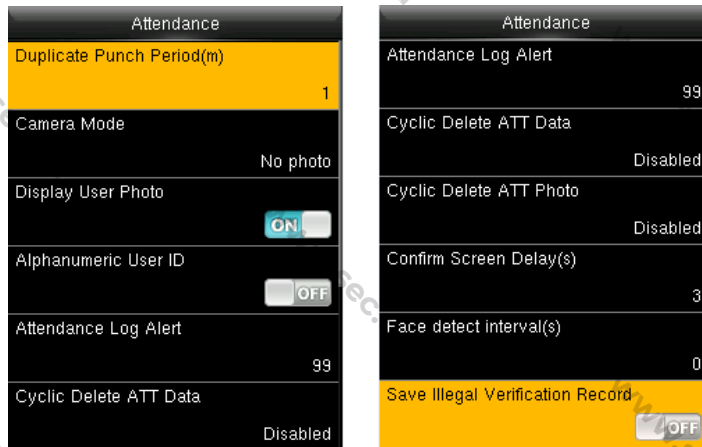 Attendance
Duplicate Punch Period(m)
1
Camera Mode
No photo
Display User Photo
ON
Alphanumeric User ID
OFF
Attendance Log Alert
99
Cyclic Delete ATT Data
Disabled
Attendance
Attendance Log Alert
99
Cyclic Delete ATT Data
Disabled
Cyclic Delete ATT Photo
Disabled
Confirm Screen Delay(s)
3
Face detect interval(s)
0
Save Illegal Verification Record
OFF